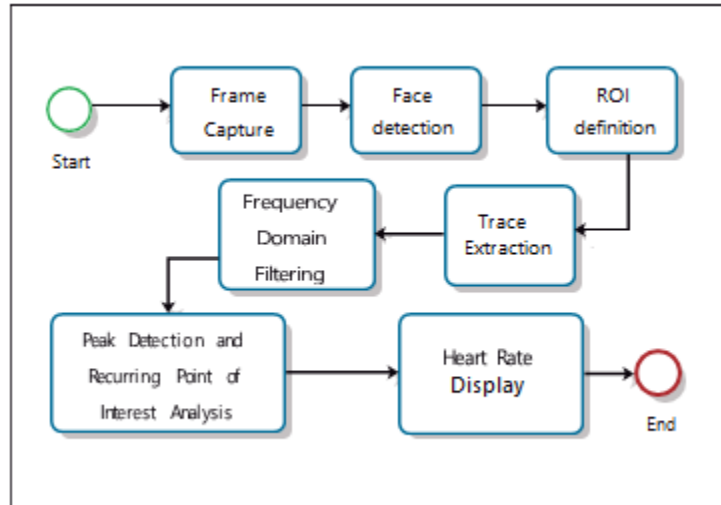 Start
Frame
Capture
Face
detection
ROI
definition
Trace
Extraction
Frequency
Domain
Filtering
Peak Detection and
Recurring Point of
Interest Analysis
Heart Rate
Display
End